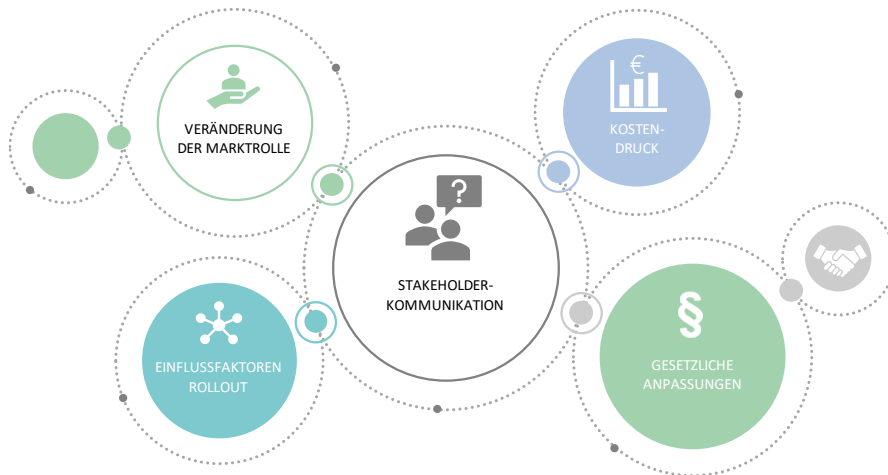 VERÄNDERUNG
DER MARKTROLLE
€
KOSTEN-
DRUCK
?
STAKEHOLDER-
KOMMUNIKATION
EINFLUSSFAKTOREN
ROLLOUT
§
GESETZLICHE
ANPASSUNGEN